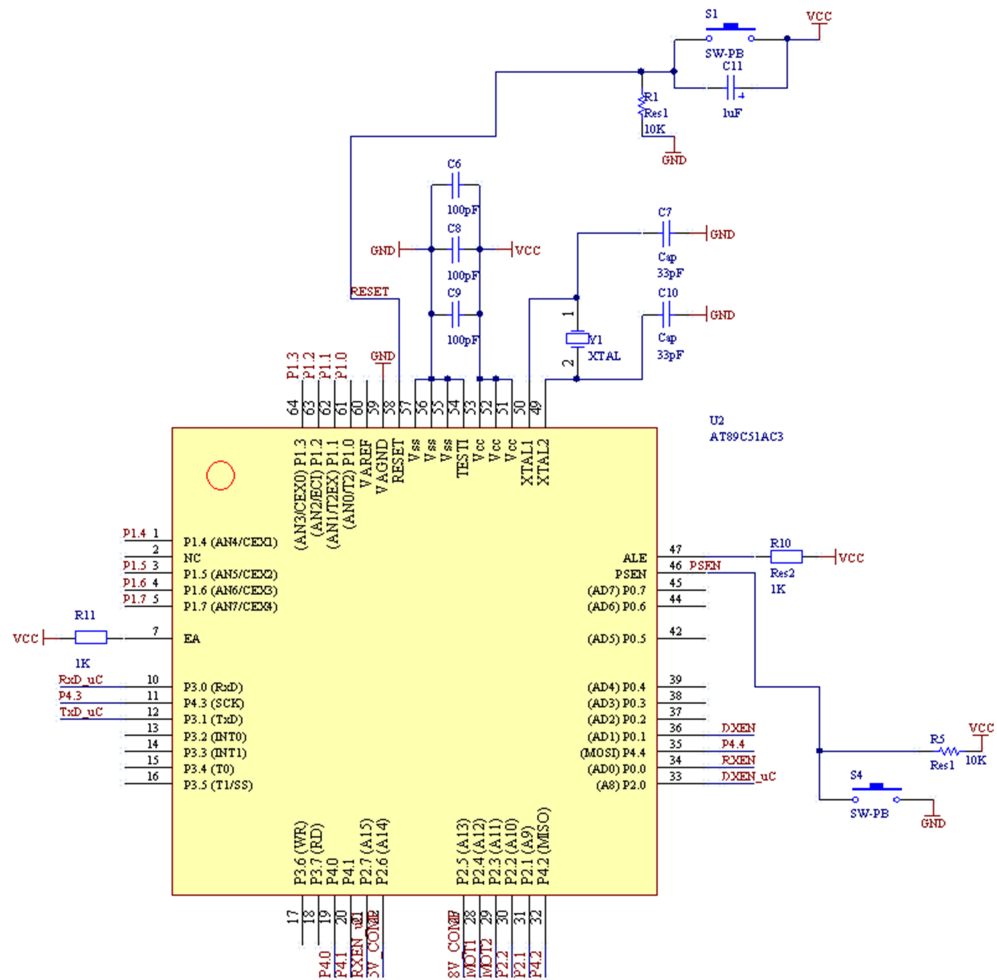 S1
VCC
SW-PB
C11
1uF
R1
Res1
10K
GND
C6
100pF
GND
C8
VCC
100pF
C9
100pF
C7
GND
Cap
33pF
C10
GND
Cap
33pF
1
Y1
XTAL
2
RESET
GND
P1.3
P1.2
P1.1
P1.0
64
63
62
61
60
59
58
57
56
55
54
53
52
51
50
49
U2
AT89C51AC3
(AN3/CEX0) P1.3
(AN2/ECI) P1.2
(AN1/T2EX) P1.1
(AN0/T2) P1.0
VAREF
VAGND
RESET
Vss
Vss
Vss
TESTI
Vcc
Vcc
Vcc
XTAL1
XTAL2
P1.4 1 P1.4 (AN4/CEX1)
2 NC
P1.5 3 P1.5 (AN5/CEX2)
P1.6 4 P1.6 (AN6/CEX3)
P1.7 5 P1.7 (AN7/CEX4)
R11
VCC
1K
7 EA
RxD_uC 10 P3.0 (RxD)
P4.3 11 P4.3 (SCK)
TxD_uC 12 P3.1 (TxD)
13 P3.2 (INT0)
14 P3.3 (INT1)
15 P3.4 (T0)
16 P3.5 (T1/SS)
ALE 47
PSEN 46 PSEN
(AD7) P0.7 45
(AD6) P0.6 44
(AD5) P0.5 42
(AD4) P0.4 39
(AD3) P0.3 38
(AD2) P0.2 37
(AD1) P0.1 36 DXEN
(MOSI) P4.4 35 P4.4
(AD0) P0.0 34 RXEN
(A8) P2.0 33 DXEN_uC
R10
VCC
Res2
1K
R5
VCC
Res1
10K
S4
SW-PB
GND
P3.6 (WR)
P3.7 (RD)
P4.0
P4.1
P2.7 (A15)
P2.6 (A14)
P2.5 (A13)
P2.4 (A12)
P2.3 (A11)
P2.2 (A10)
P2.1 (A9)
P4.2 (MISO)
17
18
19
20
28
29
30
31
32
P4.0
P4.1
MOT1
MOT2
P2.2
P2.1
P4.2